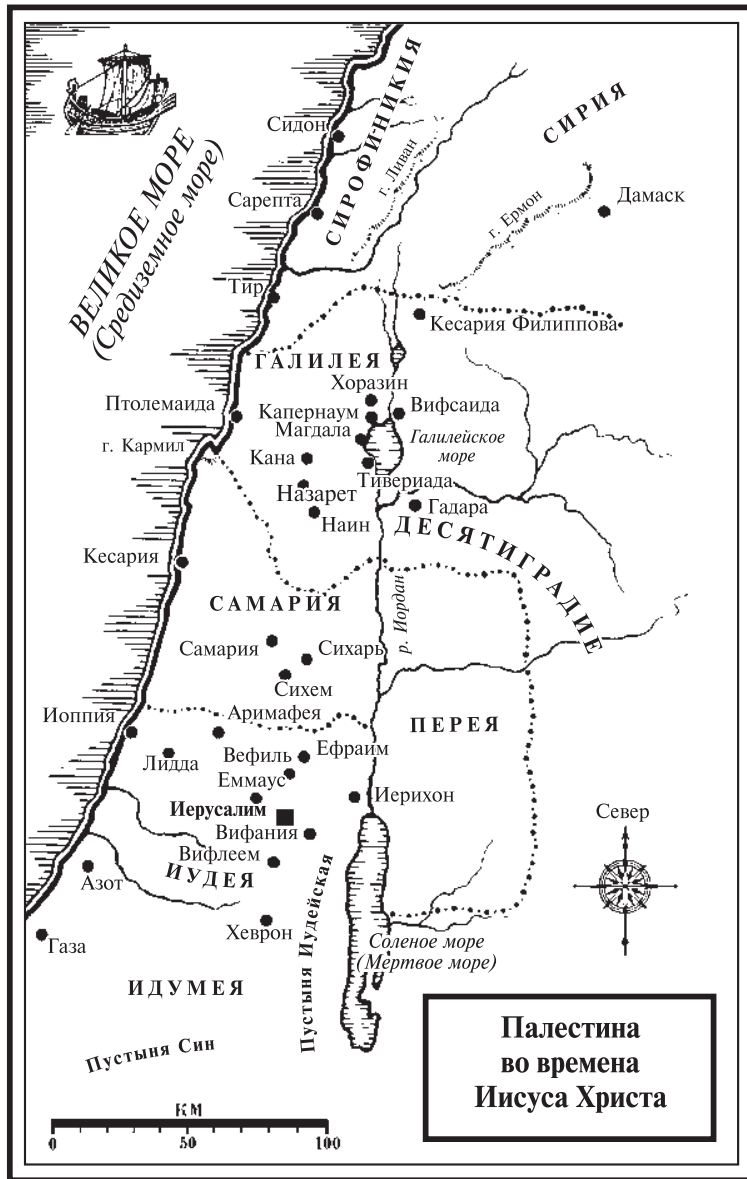 СИРОФИНИКИЯ
СИРИЯ
Сидон
г. Ливан
ВЕЛИКОЕ МОРЕ
(Средиземное море)
Сарепта
г. Ермон
Дамаск
Тир
Кесария Филиппова
ГАЛИЛЕЯ
Хоразин
Птолемаида
Капернаум
Вифсаида
Магдала
Галилейское
море
г. Кармил
Кана
Тивериада
Назарет
Гадара
Наин
ДЕСЯТИГРАДИЕ
Кесария
САМАРИЯ
р. Иордан
Самария
Сихарь
Сихем
Иоппия
Аримафея
ПЕРЕЯ
Лидда
Вефиль
Ефраим
Еммаус
Иерихон
Иерусалим
Север
Вифания
Вифлеем
ИУДЕЯ
Азот
Пустыня Иудейская
Хеврон
Газа
Соленое море
(Мертвое море)
ИДУМЕЯ
Пустыня Син
Палестина
во времена
Иисуса Христа
КМ
0 50 100